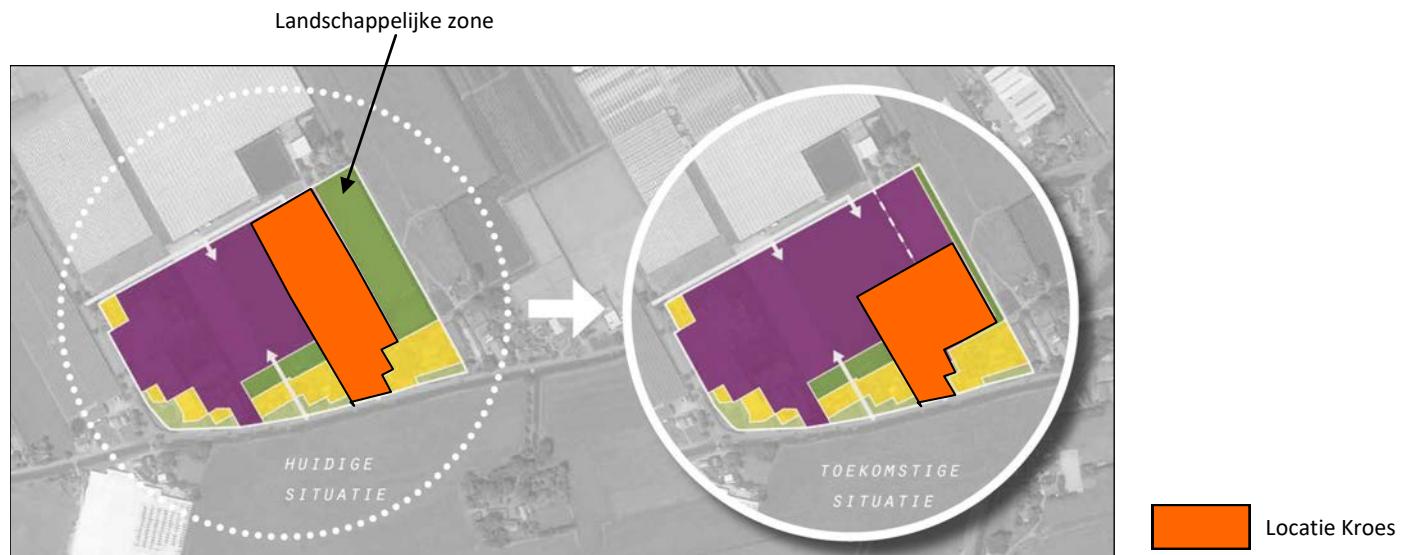 Landschappelijke zone
HUIDIGE
SITUATIE
TOEKOMSTIGE
SITUATIE
Locatie Kroes